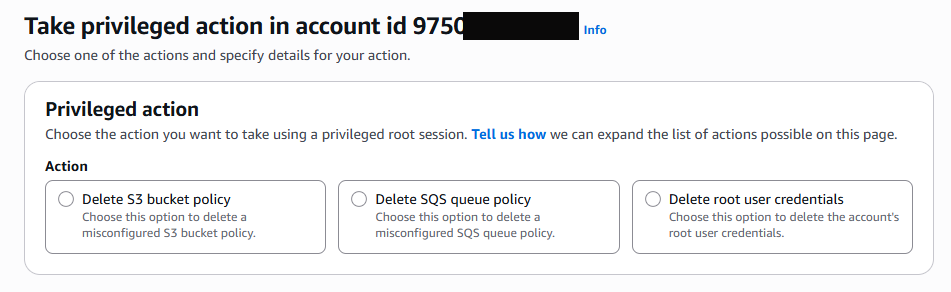 Take privileged action in account id 9750 Info
Choose one of the actions and specify details for your action.
Privileged action
Choose the action you want to take using a privileged root session. Tell us how we can expand the list of actions possible on this page.
Action
Delete S3 bucket policy
Choose this option to delete a
misconfigured S3 bucket policy.
Delete SQS queue policy
Choose this option to delete a
misconfigured SQS queue policy.
Delete root user credentials
Choose this option to delete the account's
root user credentials.